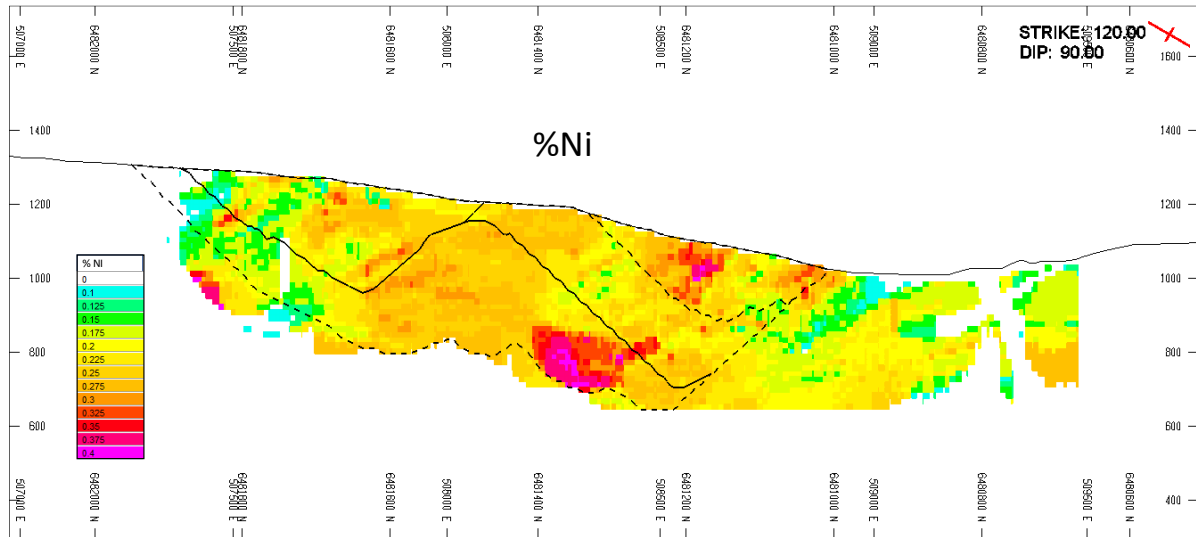 507000 E
6482000 N
507500 E
6481800 N
6481600 N
508000 E
6481400 N
508500 E
6481200 N
6481000 N
509000 E
6480800 N
509500 E
6480600 N
STRIKE: 120.00
DIP: 90.00
1600
1600
1400
%Ni
1400
1200
1200
% NI
0
0.1
0.125
0.15
0.175
0.2
0.225
0.25
0.275
0.3
0.325
0.35
0.375
0.4
1000
1000
800
800
600
600
400
400
507000 E
6482000 N
507500 E
6481800 N
6481600 N
508000 E
6481400 N
508500 E
6481200 N
6481000 N
509000 E
6480800 N
509500 E
6480600 N